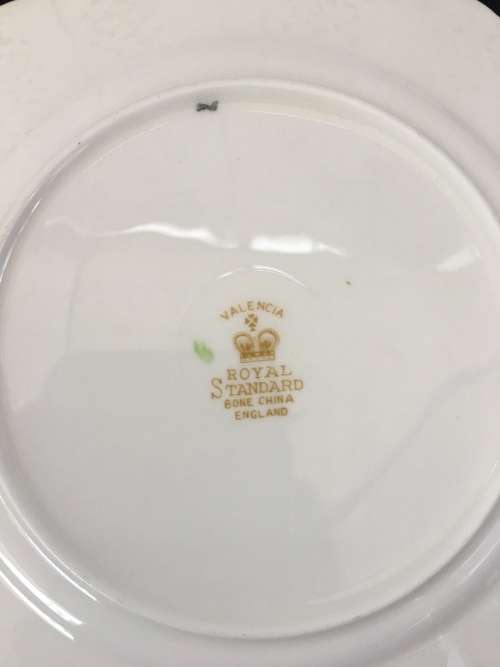 VALENCIA
ROYAL
STANDARD
BONE CHINA
ENGLAND